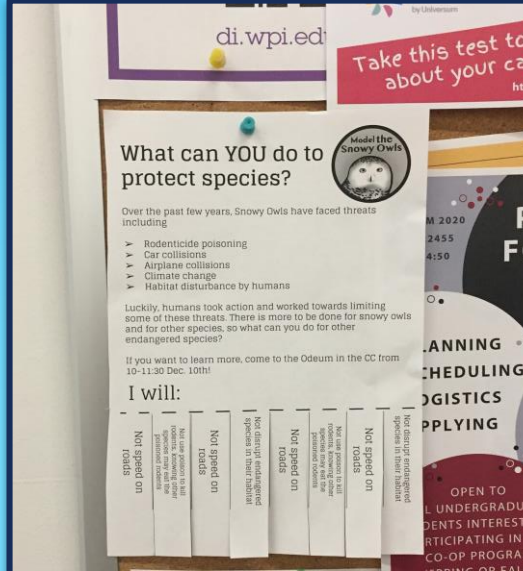 by Universum
di.wpi.ed
Take this test to
about your ca
Model the
Snowy Owls
What can YOU do to
protect species?
Over the past few years, Snowy Owls have faced threats
including
➤ Rodenticide poisoning
➤ Car collisions
➤ Airplane collisions
➤ Climate change
➤ Habitat disturbance by humans
Luckily, humans took action and worked towards limiting
some of these threats. There is more to be done for snowy owls
and for other species, so what can you do for other
endangered species?
If you want to learn more, come to the Odeum in the CC from
10-11:30 Dec. 10th!
I will:
Not speed on
roads
Not use poison to kill
rodents, knowing other
species may eat the
poisoned rodents
Not speed on
roads
Not disrupt endangered
species in their habitat
Not speed on
roads
Not use poison to kill
rodents, knowing other
species may eat the
poisoned rodents
Not speed on
roads
Not disrupt endangered
species in their habitat
M 2020
2455
4:50
F
ANNING
CHEDULING
OGISTICS
PPLYING
OPEN TO
L UNDERGRADU
DENTS INTEREST
RTICIPATING IN
CO-OP PROGRA